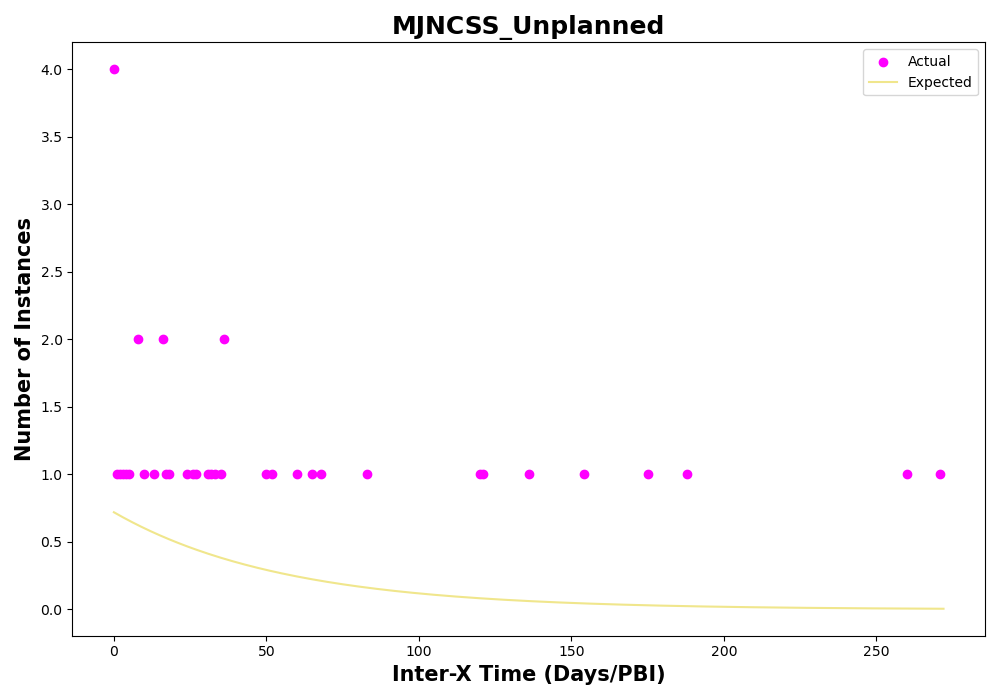 MJNCSS_Unplanned
Actual
Expected
4.0
3.5
3.0
2.5
2.0
1.5
1.0
0.5
0.0
Number of Instances
0 50 100 150 200 250
Inter-X Time (Days/PBI)